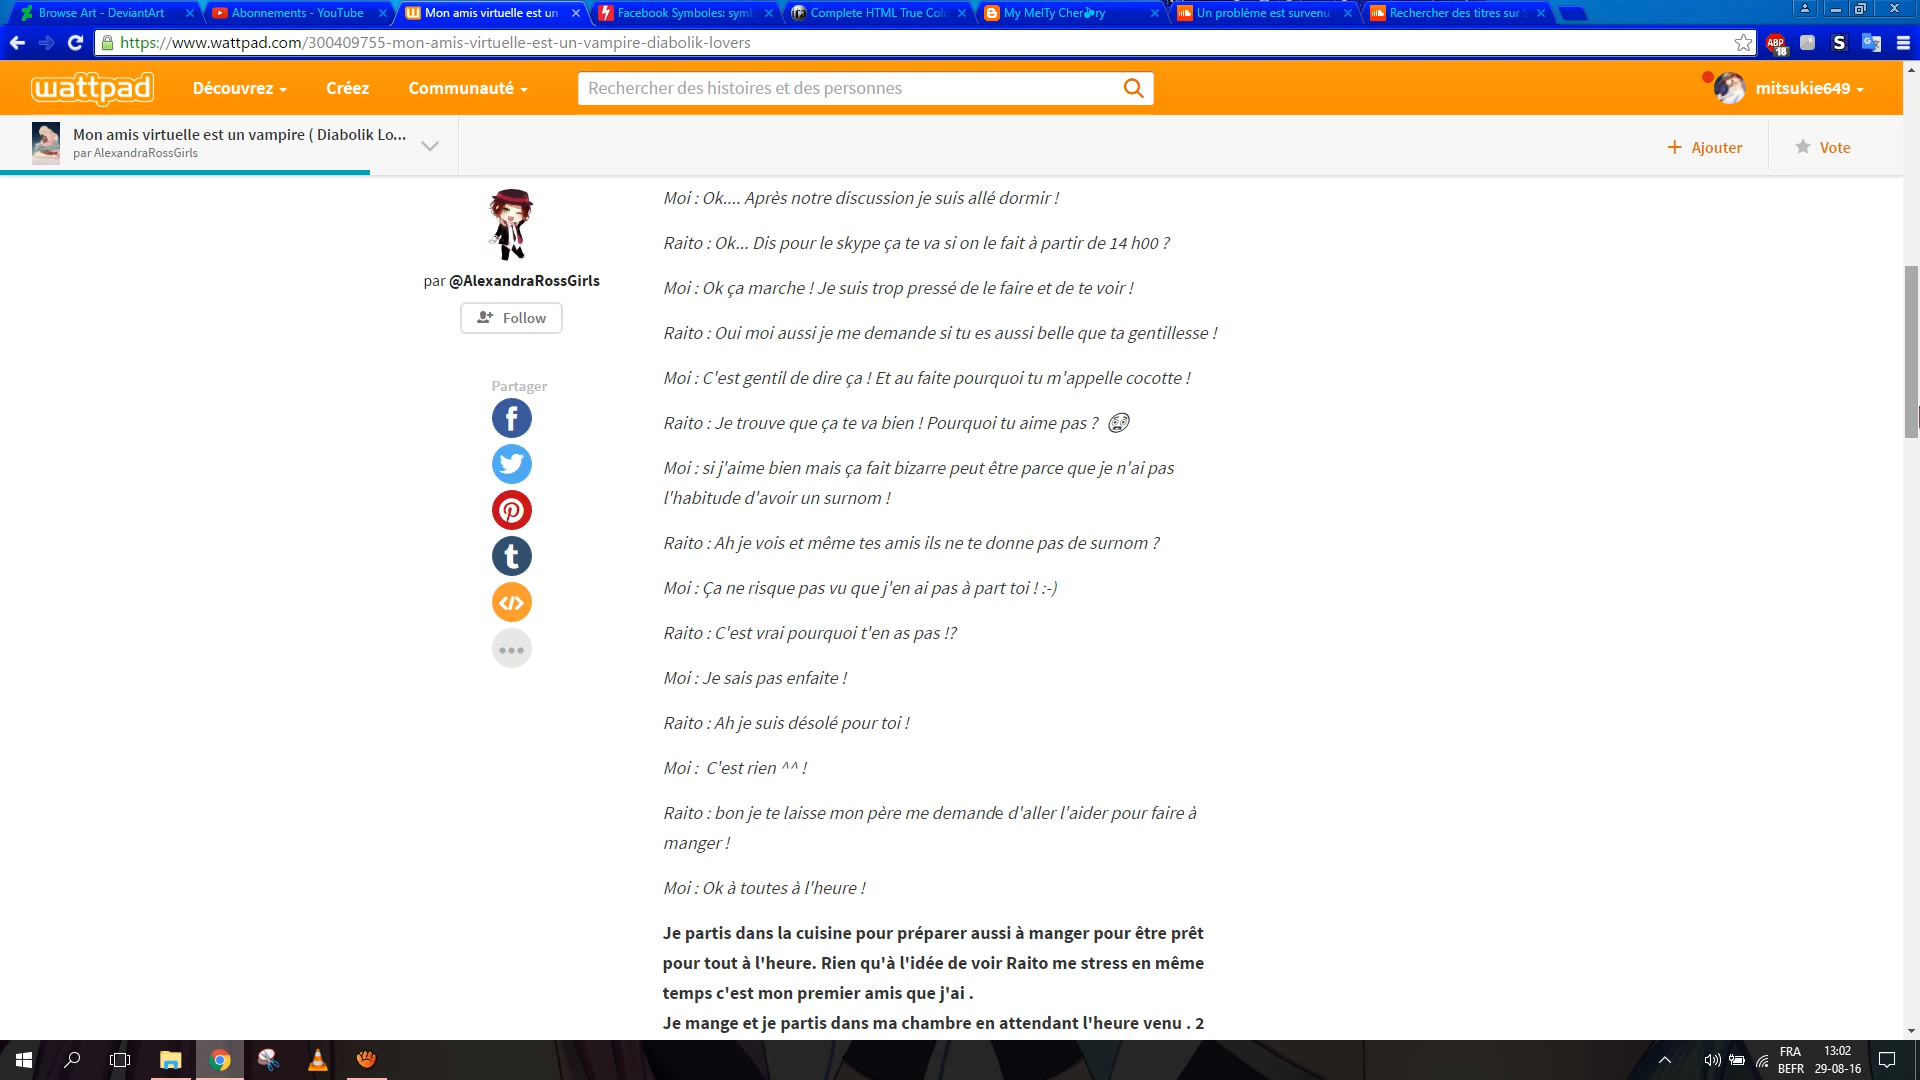 Browse Art - DeviantArt
Abonnements - YouTube
Mon amis virtuelle est un
Facebook Symboles: sym
Complete HTML True Colo
My MelTy Cher
ry
Un problème est survenu
Rechercher des titres sur S
https://www.wattpad.com/300409755-mon-amis-virtuelle-est-un-vampire-diabolik-lovers
ABP
18
S
wattpad
Découvrez
Créez
Communauté
Rechercher des histoires et des personnes
mitsukie649
Mon amis virtuelle est un vampire ( Diabolik Lo...
par AlexandraRossGirls
+ Ajouter
Vote
par @AlexandraRossGirls
Follow
Partager
Moi : Ok.... Après notre discussion je suis allé dormir !
Raito : Ok... Dis pour le skype ça te va si on le fait à partir de 14 h00 ?
Moi : Ok ça marche ! Je suis trop pressé de le faire et de te voir !
Raito : Oui moi aussi je me demande si tu es aussi belle que ta gentillesse !
Moi : C'est gentil de dire ça ! Et au faite pourquoi tu m'appelle cocotte !
Raito : Je trouve que ça te va bien ! Pourquoi tu aime pas ? 😳
Moi : si j'aime bien mais ça fait bizarre peut être parce que je n'ai pas
l'habitude d'avoir un surnom !
Raito : Ah je vois et même tes amis ils ne te donne pas de surnom ?
Moi : Ça ne risque pas vu que j'en ai pas à part toi ! :-)
Raito : C'est vrai pourquoi t'en as pas !?
Moi : Je sais pas enfaite !
Raito : Ah je suis désolé pour toi !
Moi :  C'est rien ^^ !
Raito : bon je te laisse mon père me demande d'aller l'aider pour faire à
manger !
Moi : Ok à toutes à l'heure !
Je partis dans la cuisine pour préparer aussi à manger pour être prêt
pour tout à l'heure. Rien qu'à l'idée de voir Raito me stress en même
temps c'est mon premier amis que j'ai .
Je mange et je partis dans ma chambre en attendant l'heure venu . 2
FRA
BEFR
13:02
29-08-16